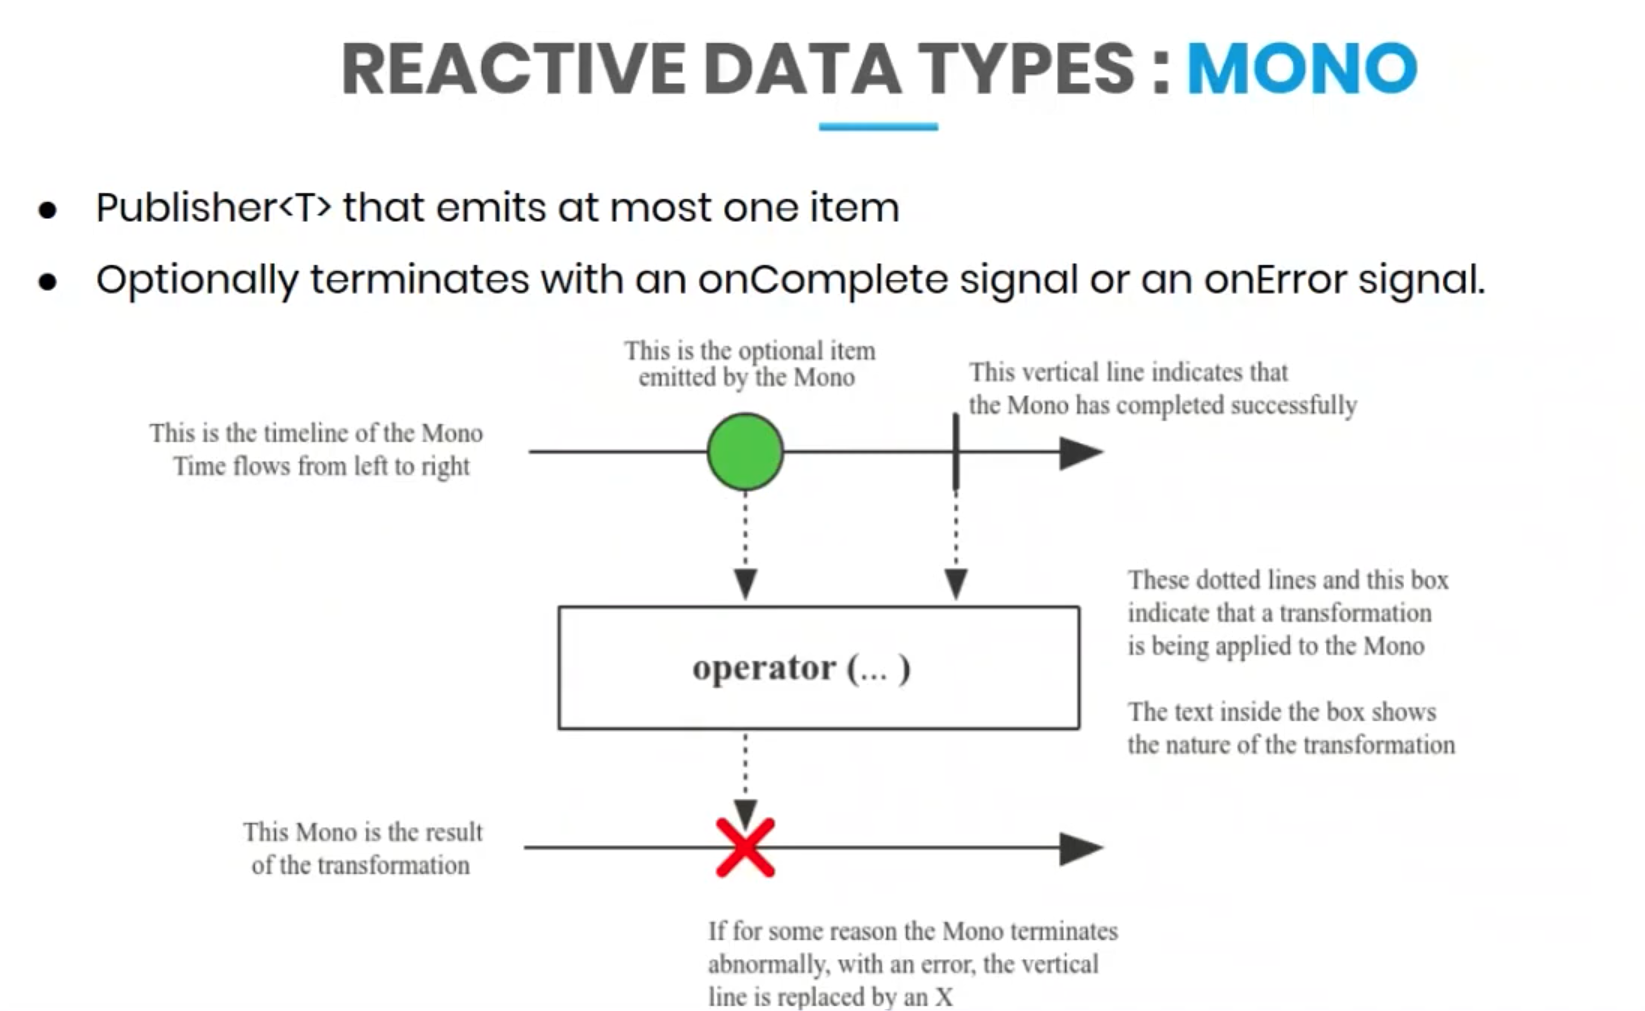 REACTIVE DATA TYPES : MONO
● Publisher<T> that emits at most one item
● Optionally terminates with an onComplete signal or an onError signal.
This is the optional item
emitted by the Mono
This vertical line indicates that
the Mono has completed successfully
This is the timeline of the Mono
Time flows from left to right
These dotted lines and this box
indicate that a transformation
is being applied to the Mono
operator (... )
The text inside the box shows
the nature of the transformation
This Mono is the result
of the transformation
If for some reason the Mono terminates
abnormally, with an error, the vertical
line is replaced by an X